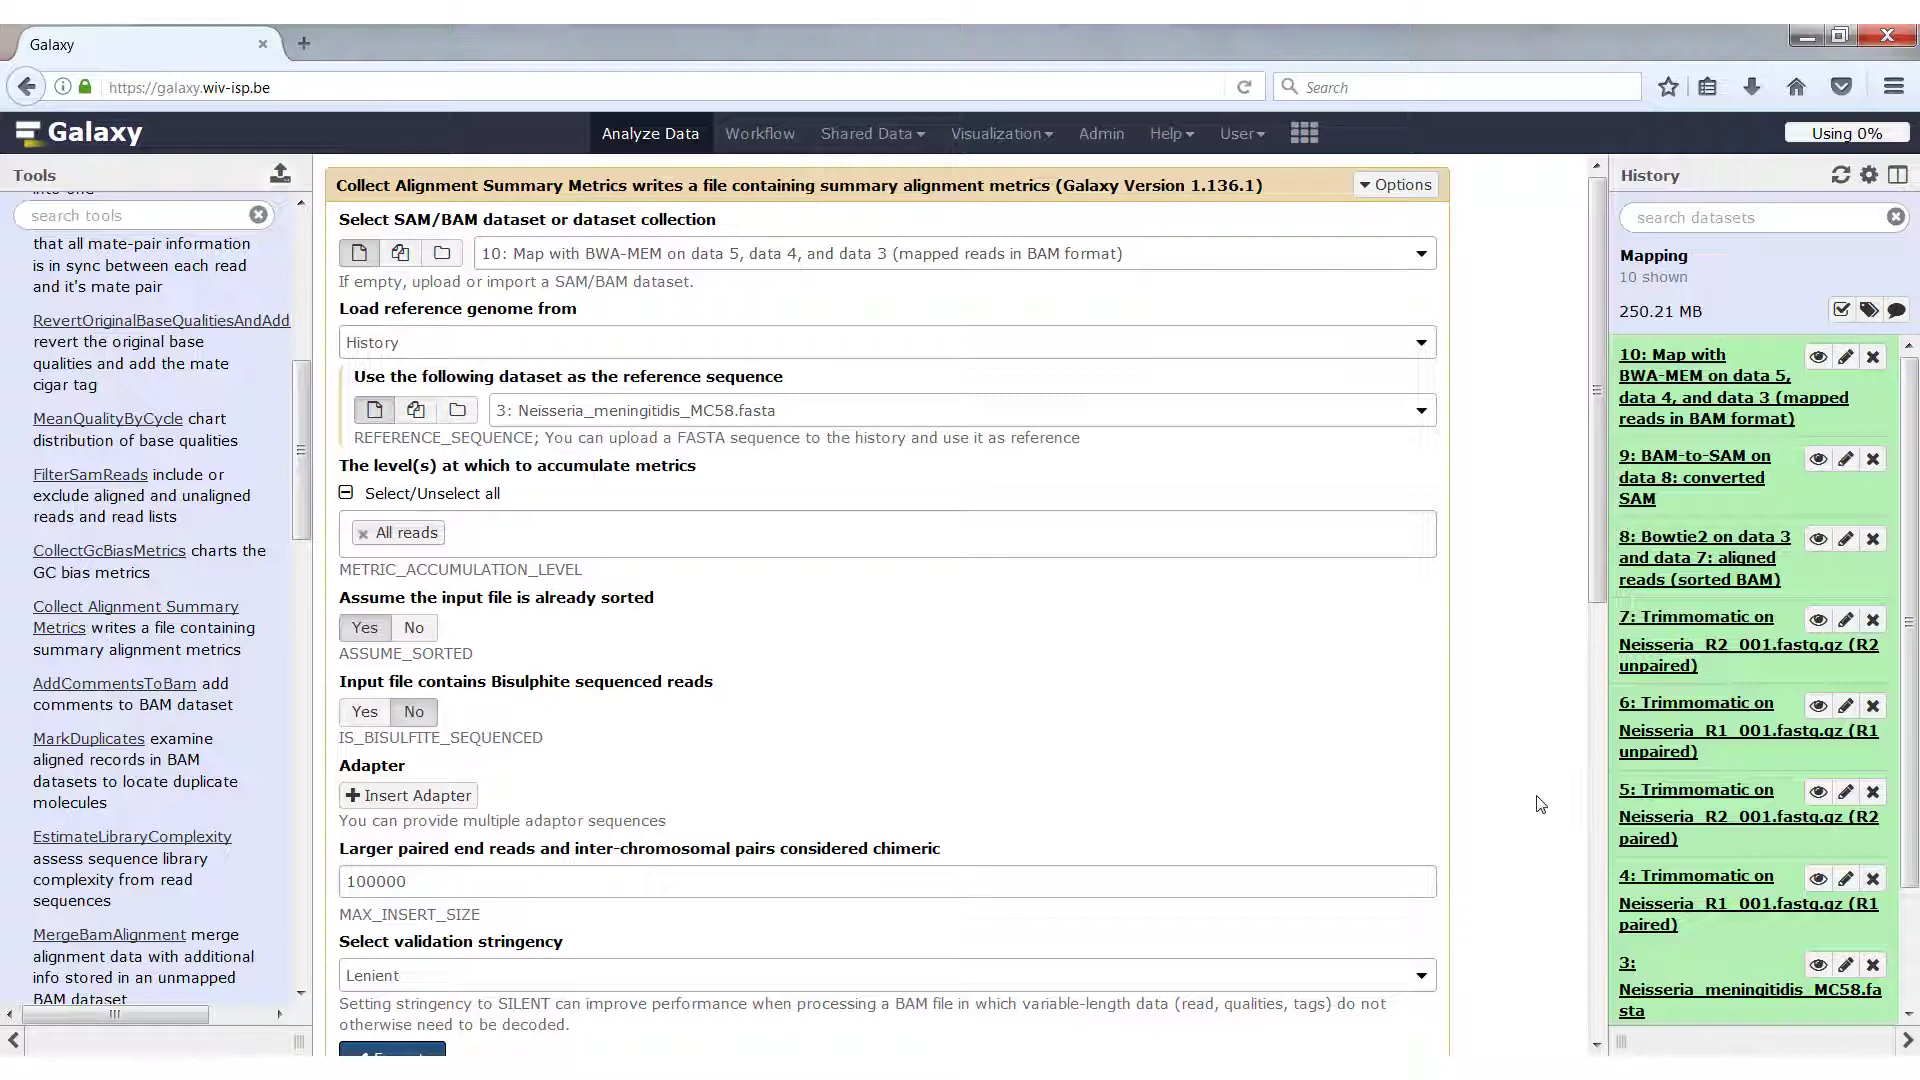 Galaxy
https://galaxy.wiv-isp.be
Search
Galaxy
Analyze Data
Workflow
Shared Data
Visualization
Admin
Help
User
Using 0%
Tools
search tools
that all mate-pair information
is in sync between each read
and it's mate pair
RevertOriginalBaseQualitiesAndAdd
revert the original base
qualities and add the mate
cigar tag
MeanQualityByCycle chart
distribution of base qualities
FilterSamReads include or
exclude aligned and unaligned
reads and read lists
CollectGcBiasMetrics charts the
GC bias metrics
Collect Alignment Summary
Metrics writes a file containing
summary alignment metrics
AddCommentsToBam add
comments to BAM dataset
MarkDuplicates examine
aligned records in BAM
datasets to locate duplicate
molecules
EstimateLibraryComplexity
assess sequence library
complexity from read
sequences
MergeBamAlignment merge
alignment data with additional
info stored in an unmapped
BAM dataset
Collect Alignment Summary Metrics writes a file containing summary alignment metrics (Galaxy Version 1.136.1)
Options
Select SAM/BAM dataset or dataset collection
10: Map with BWA-MEM on data 5, data 4, and data 3 (mapped reads in BAM format)
If empty, upload or import a SAM/BAM dataset.
Load reference genome from
History
Use the following dataset as the reference sequence
3: Neisseria_meningitidis_MC58.fasta
REFERENCE_SEQUENCE; You can upload a FASTA sequence to the history and use it as reference
The level(s) at which to accumulate metrics
Select/Unselect all
All reads
METRIC_ACCUMULATION_LEVEL
Assume the input file is already sorted
Yes No
ASSUME_SORTED
Input file contains Bisulphite sequenced reads
Yes No
IS_BISULFITE_SEQUENCED
Adapter
Insert Adapter
You can provide multiple adaptor sequences
Larger paired end reads and inter-chromosomal pairs considered chimeric
100000
MAX_INSERT_SIZE
Select validation stringency
Lenient
Setting stringency to SILENT can improve performance when processing a BAM file in which variable-length data (read, qualities, tags) do not
otherwise need to be decoded.
History
search datasets
Mapping
10 shown
250.21 MB
10: Map with
BWA-MEM on data 5,
data 4, and data 3 (mapped
reads in BAM format)
9: BAM-to-SAM on
data 8: converted
SAM
8: Bowtie2 on data 3
and data 7: aligned
reads (sorted BAM)
7: Trimmomatic on
Neisseria_R2_001.fastq.gz (R2
unpaired)
6: Trimmomatic on
Neisseria_R1_001.fastq.gz (R1
unpaired)
5: Trimmomatic on
Neisseria_R2_001.fastq.gz (R2
paired)
4: Trimmomatic on
Neisseria_R1_001.fastq.gz (R1
paired)
3:
Neisseria_meningitidis_MC58.fa
sta